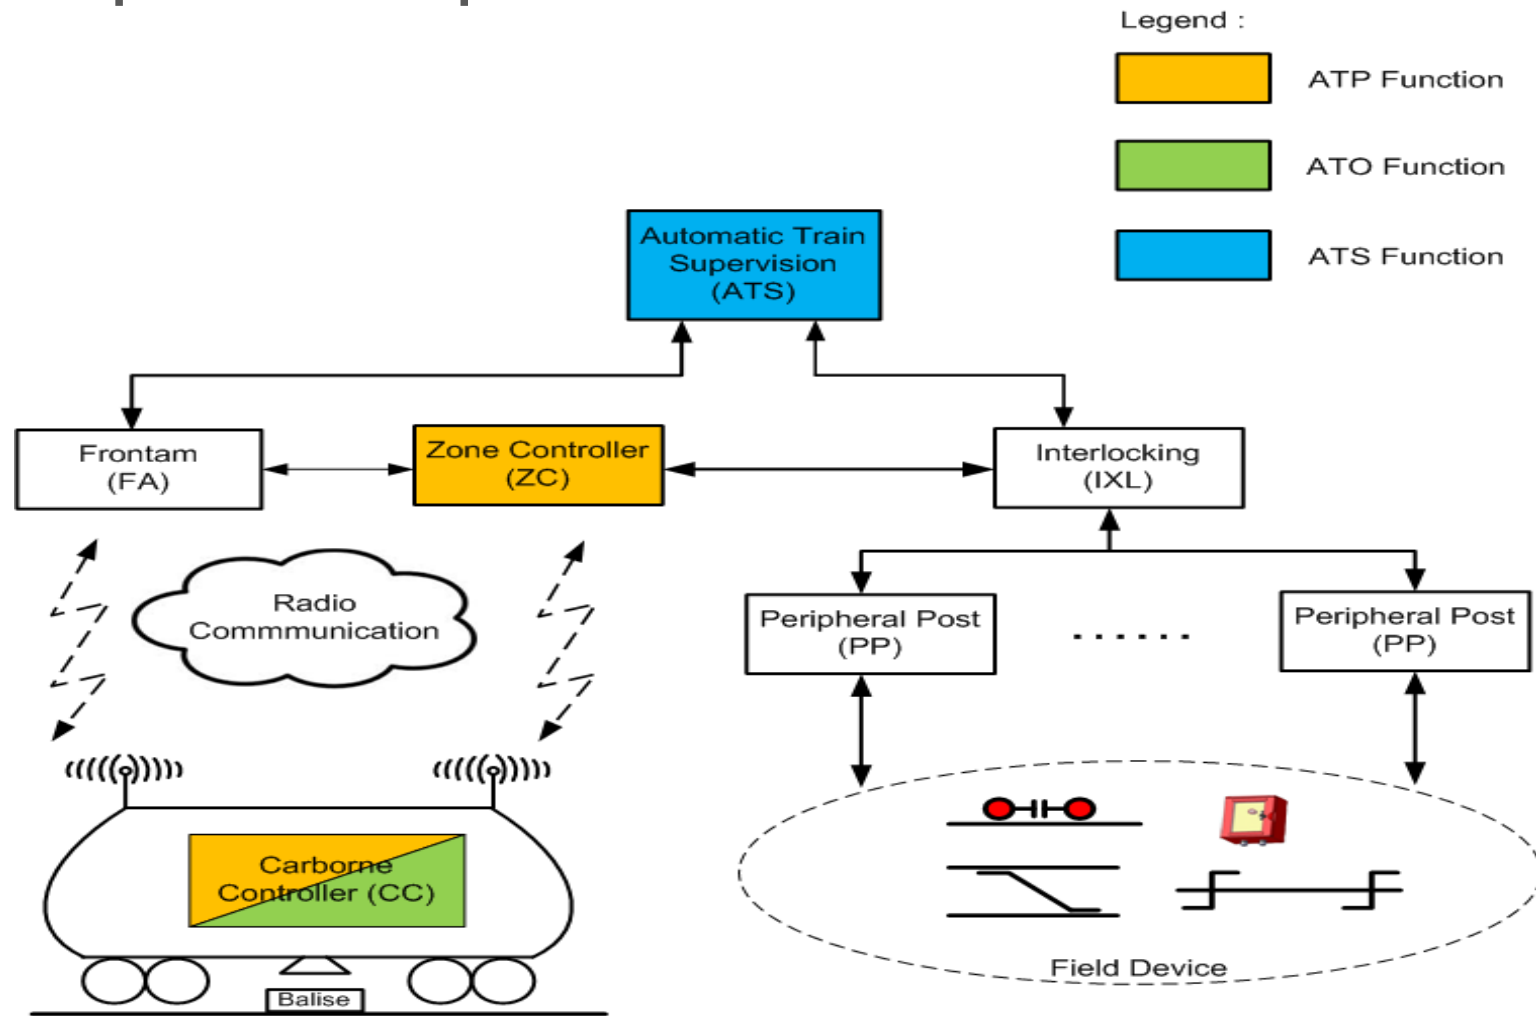 Legend :
ATP Function
ATO Function
ATS Function
Automatic Train
Supervision
(ATS)
Frontam
(FA)
Zone Controller
(ZC)
Interlocking
(IXL)
Radio
Commmunication
Peripheral Post
(PP)
......
Peripheral Post
(PP)
Carborne
Controller (CC)
Balise
Field Device